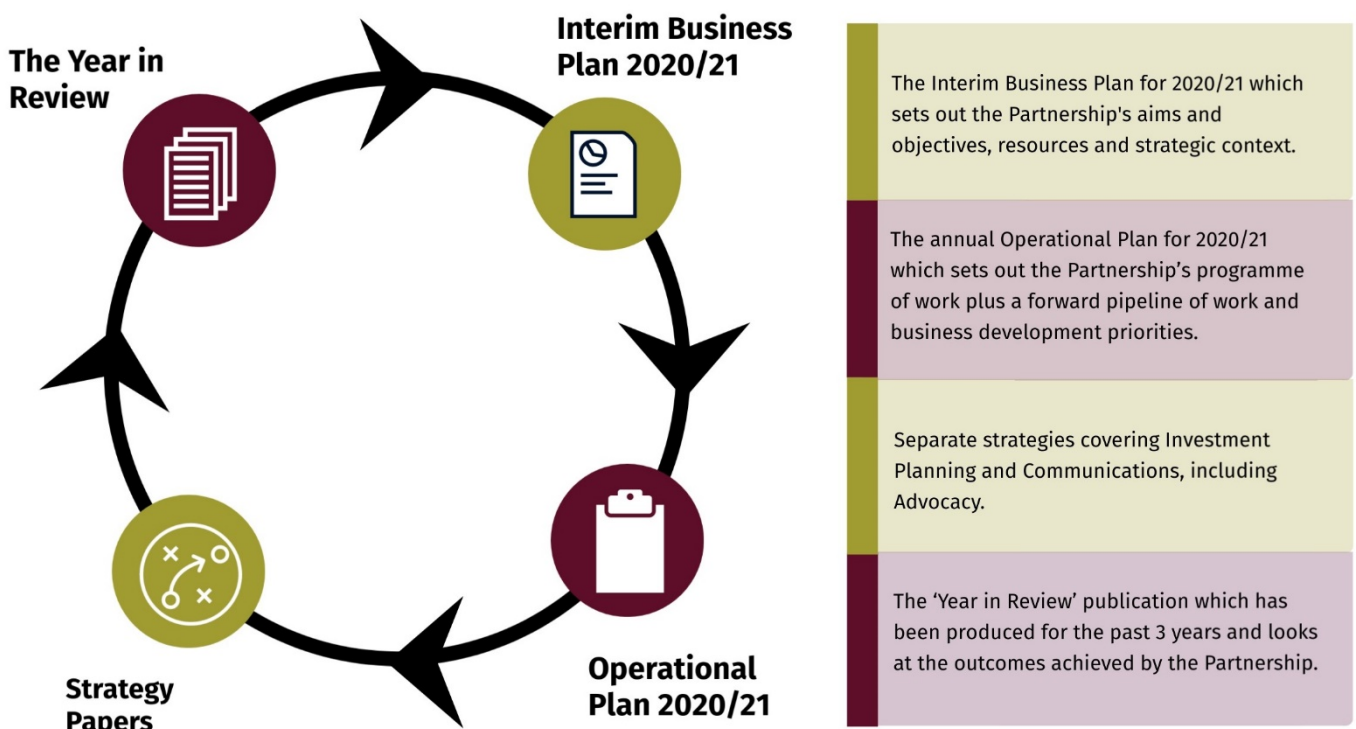 The Year in
Review
Interim Business
Plan 2020/21
Operational
Plan 2020/21
Strategy
Papers
The Interim Business Plan for 2020/21 which
sets out the Partnership's aims and
objectives, resources and strategic context.
The annual Operational Plan for 2020/21
which sets out the Partnership’s programme
of work plus a forward pipeline of work and
business development priorities.
Separate strategies covering Investment
Planning and Communications, including
Advocacy.
The ‘Year in Review’ publication which has
been produced for the past 3 years and looks
at the outcomes achieved by the Partnership.